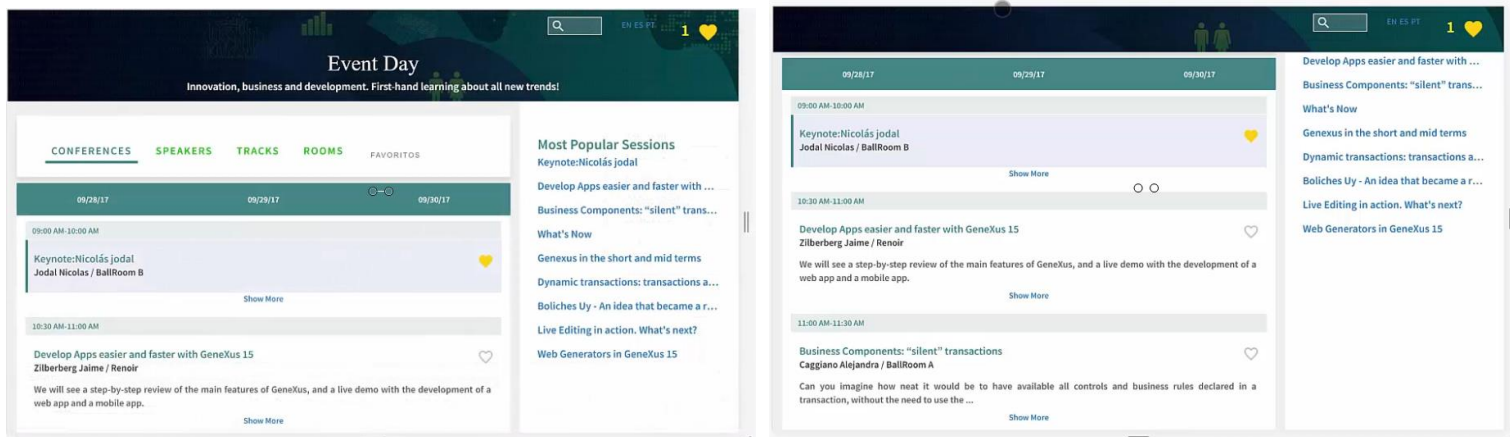 EN ES PT
1
Event Day
Innovation, business and development. First-hand learning about all new trends!
CONFERENCES
SPEAKERS
TRACKS
ROOMS
FAVORITOS
09/28/17
09/29/17
09/30/17
09:00 AM-10:00 AM
Keynote:Nicolás jodal
Jodal Nicolas / BallRoom B
Show More
10:30 AM-11:00 AM
Develop Apps easier and faster with GeneXus 15
Zilberberg Jaime / Renoir
We will see a step-by-step review of the main features of GeneXus, and a live demo with the development of a
web app and a mobile app.
Show More
Most Popular Sessions
Keynote:Nicolás jodal
Develop Apps easier and faster with ...
Business Components: “silent” trans...
What's Now
Genexus in the short and mid terms
Dynamic transactions: transactions a...
Boliches Uy - An idea that became a r...
Live Editing in action. What's next?
Web Generators in GeneXus 15
EN ES PT
1
09/28/17
09/29/17
09/30/17
09:00 AM-10:00 AM
Keynote:Nicolás jodal
Jodal Nicolas / BallRoom B
Show More
10:30 AM-11:00 AM
Develop Apps easier and faster with GeneXus 15
Zilberberg Jaime / Renoir
We will see a step-by-step review of the main features of GeneXus, and a live demo with the development of a
web app and a mobile app.
Show More
11:00 AM-11:30 AM
Business Components: “silent” transactions
Caggiano Alejandra / BallRoom A
Can you imagine how neat it would be to have available all controls and business rules declared in a
transaction, without the need to use the ...
Show More
Develop Apps easier and faster with ...
Business Components: “silent” trans...
What's Now
Genexus in the short and mid terms
Dynamic transactions: transactions a...
Boliches Uy - An idea that became a r...
Live Editing in action. What's next?
Web Generators in GeneXus 15